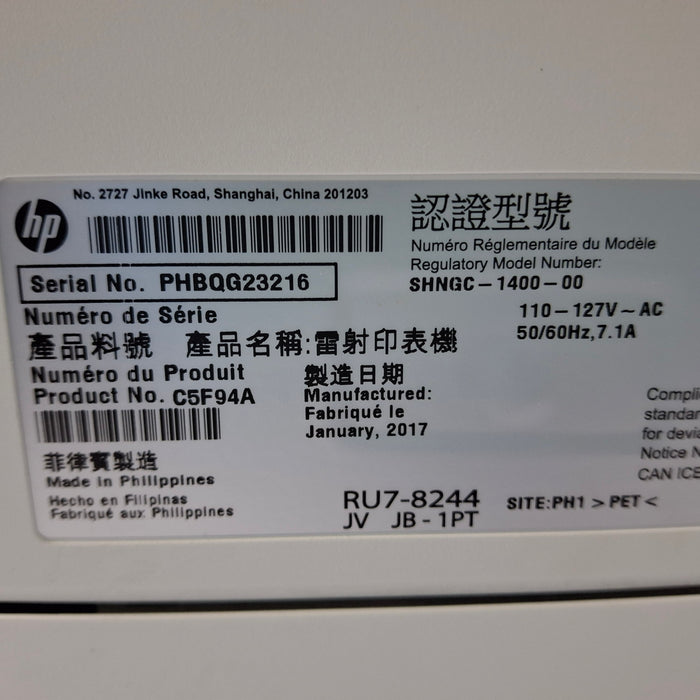 hp
No. 2727 Jinke Road, Shanghai, China 201203
Serial No. PHBQG23216
Numéro de Série
產品料號 產品名稱:雷射印表機
Numéro du Produit
Product No. C5F94A
製造日期
Manufactured:
Fabriqué le
January, 2017
菲律賓製造
Made in Philippines
Hecho en Filipinas
Fabriqué aux Philippines
認證型號
Numéro Réglementaire du Modèle
Regulatory Model Number:
SHNGC-1400-00
110-127V~AC
50/60Hz,7.1A
RU7-8244
JV JB-1PT
SITE:PH1 >PET<
standar
for devia
Notice N
CAN ICE